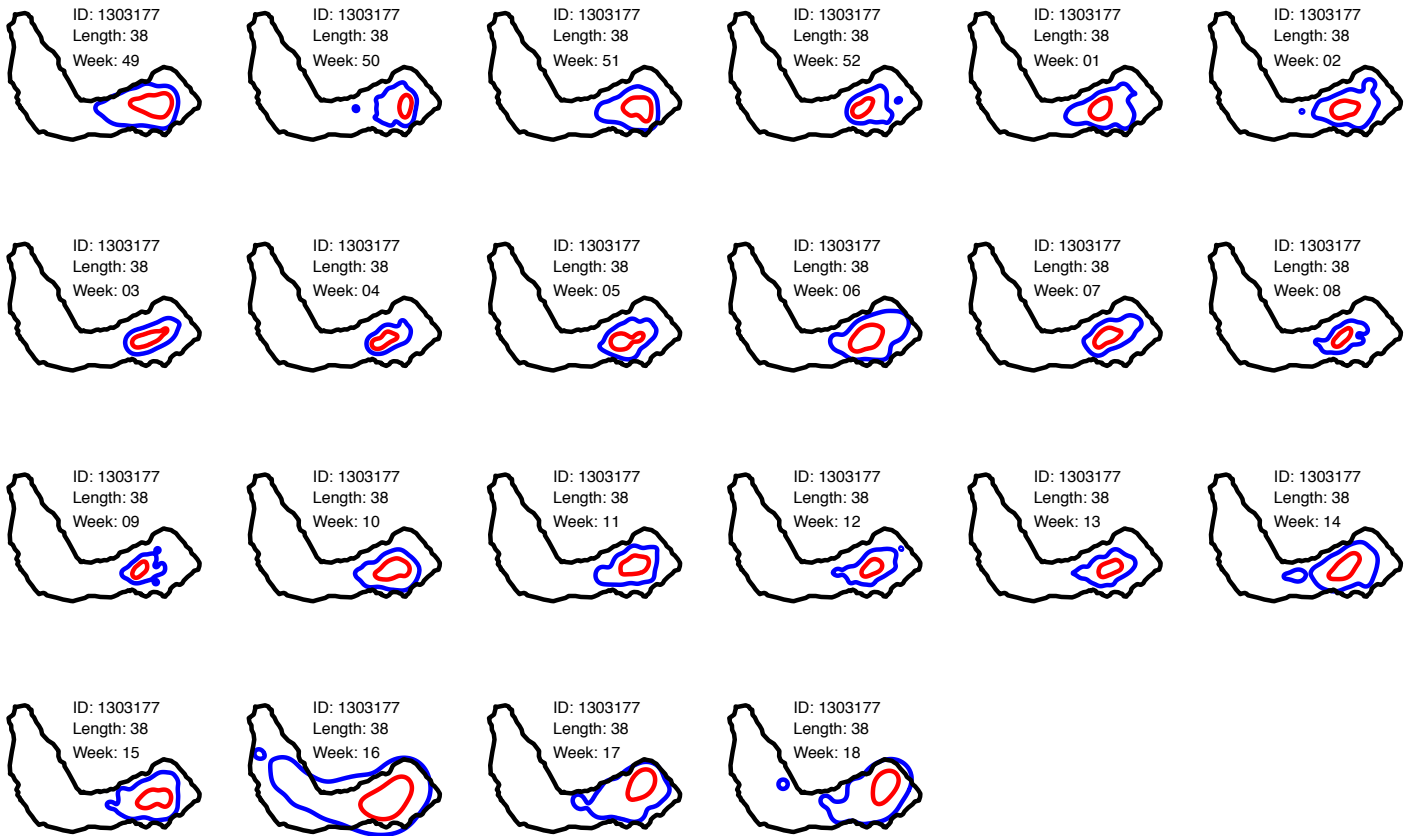 ID: 1303177
Length: 38
Week: 49
ID: 1303177
Length: 38
Week: 50
ID: 1303177
Length: 38
Week: 51
ID: 1303177
Length: 38
Week: 52
ID: 1303177
Length: 38
Week: 01
ID: 1303177
Length: 38
Week: 02
ID: 1303177
Length: 38
Week: 03
ID: 1303177
Length: 38
Week: 04
ID: 1303177
Length: 38
Week: 05
ID: 1303177
Length: 38
Week: 06
ID: 1303177
Length: 38
Week: 07
ID: 1303177
Length: 38
Week: 08
ID: 1303177
Length: 38
Week: 09
ID: 1303177
Length: 38
Week: 10
ID: 1303177
Length: 38
Week: 11
ID: 1303177
Length: 38
Week: 12
ID: 1303177
Length: 38
Week: 13
ID: 1303177
Length: 38
Week: 14
ID: 1303177
Length: 38
Week: 15
ID: 1303177
Length: 38
Week: 16
ID: 1303177
Length: 38
Week: 17
ID: 1303177
Length: 38
Week: 18